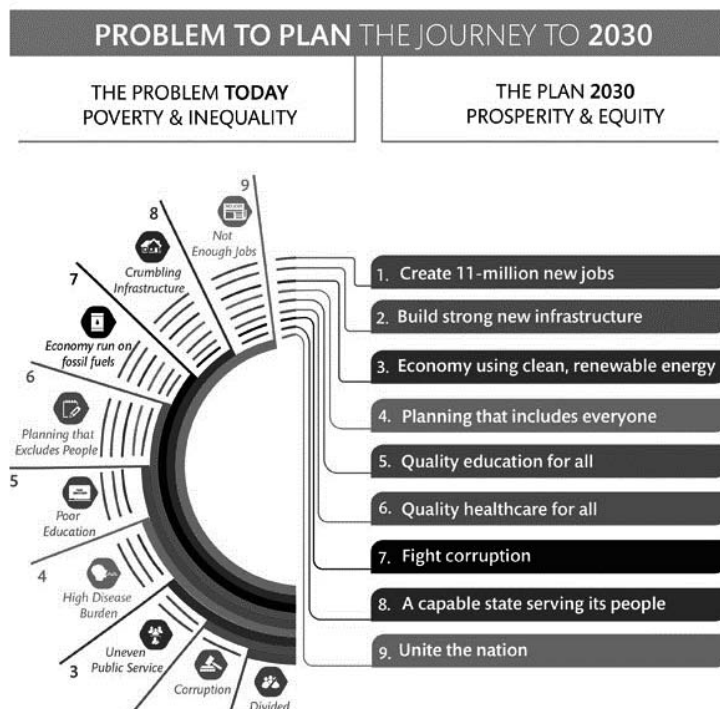 PROBLEM TO PLAN THE JOURNEY TO 2030
THE PROBLEM TODAY
POVERTY & INEQUALITY
THE PLAN 2030
PROSPERITY & EQUITY
9
Not
Enough Jobs
8
Crumbling
Infrastructure
7
Economy run on
fossil fuels
6
Planning that
Excludes People
5
Poor
Education
4
High Disease
Burden
3
Uneven
Public Service
Corruption
Divided
1. Create 11-million new jobs
2. Build strong new infrastructure
3. Economy using clean, renewable energy
4. Planning that includes everyone
5. Quality education for all
6. Quality healthcare for all
7. Fight corruption
8. A capable state serving its people
9. Unite the nation